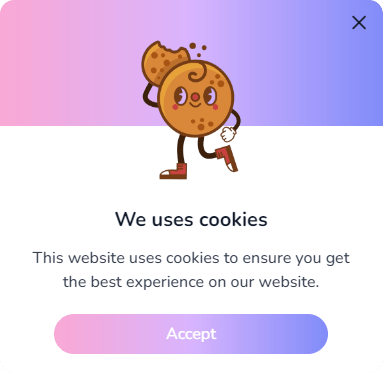 We uses cookies
This website uses cookies to ensure you get
the best experience on our website.
Accept